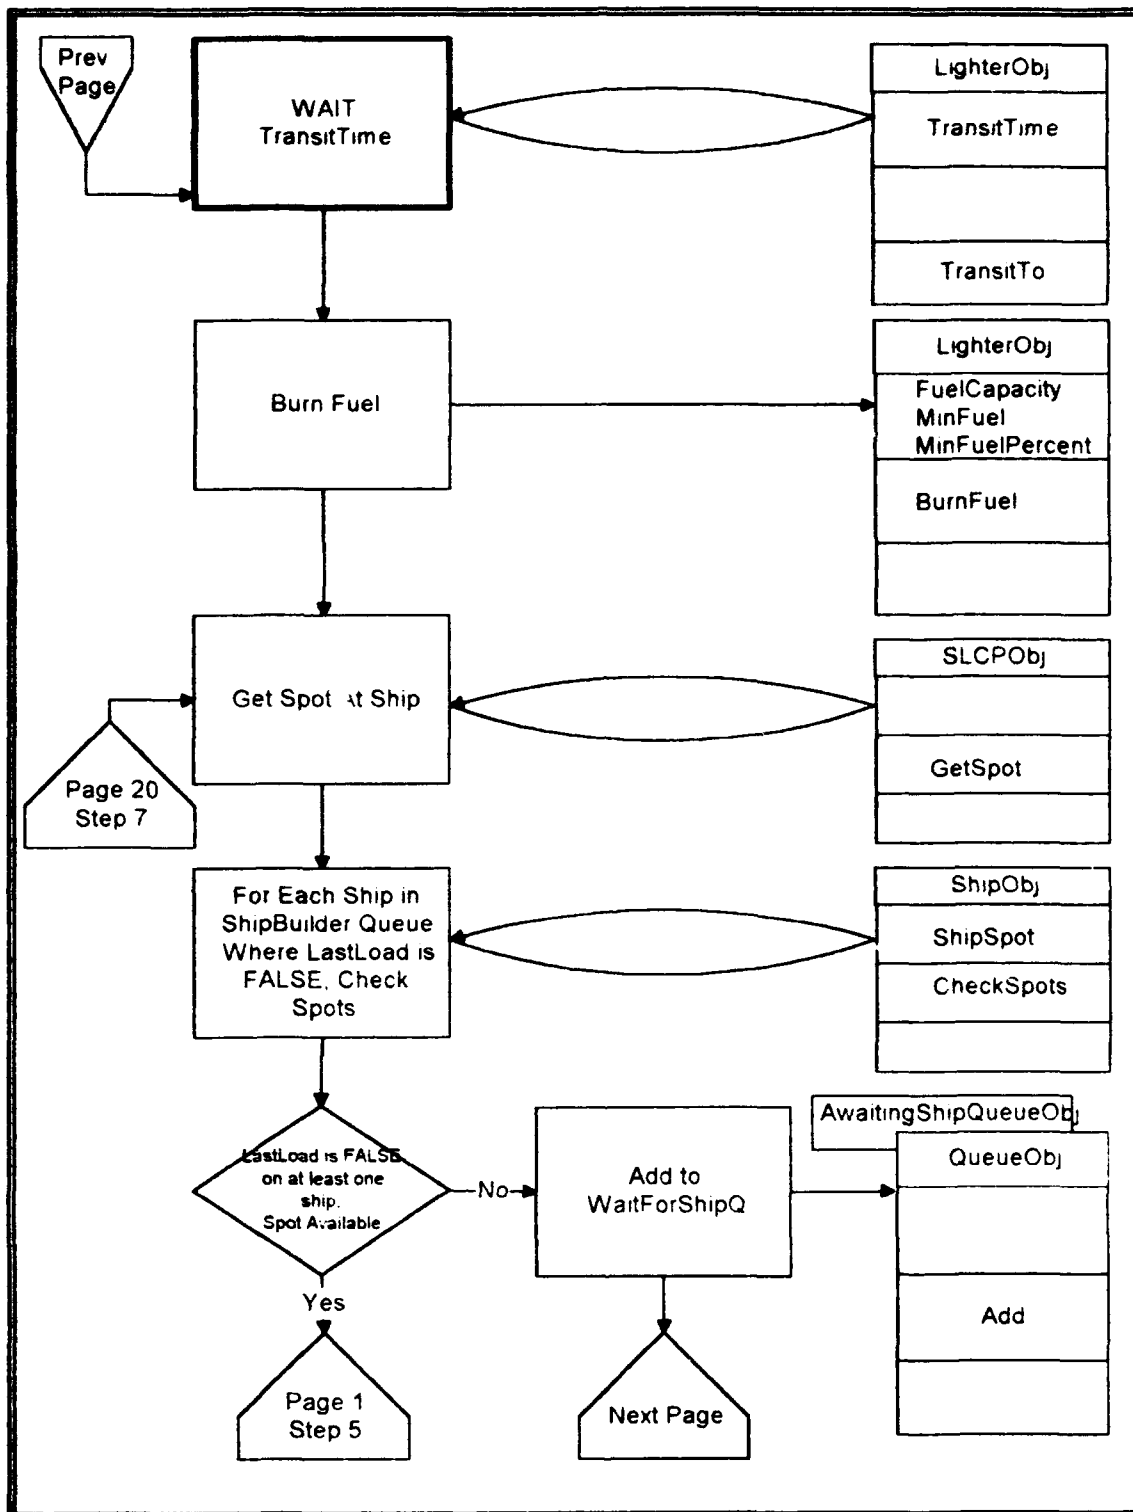 Prev
Page
WAIT
TransitTime
LighterObj
TransitTime
TransitTo
Burn Fuel
LighterObj
FuelCapacity
MinFuel
MinFuelPercent
BurnFuel
Get Spot At Ship
SLCPObj
GetSpot
Page 20
Step 7
For Each Ship in
ShipBuilder Queue
Where LastLoad is
FALSE, Check
Spots
ShipObj
ShipSpot
CheckSpots
LastLoad is FALSE
on at least one
ship.
Spot Available
No
Add to
WaitForShipQ
AwaitingShipQueueObj
QueueObj
Add
Yes
Page 1
Step 5
Next Page